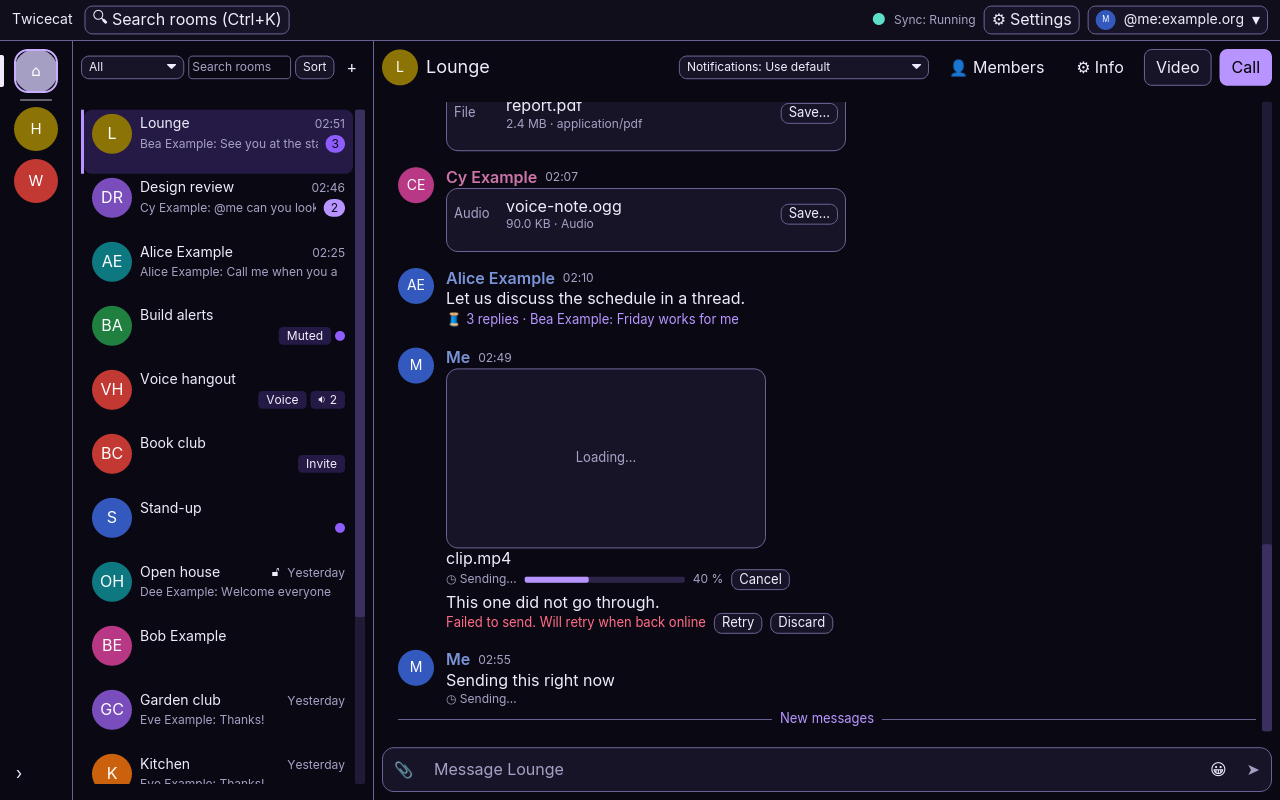 Twicecat
Search rooms (Ctrl+K)
Sync: Running
Settings
M
@me:example.org
H
W
All
Search rooms
Sort
+
L
Lounge
02:51
Bea Example: See you at the sta
3
DR
Design review
02:46
Cy Example: @me can you look
2
AE
Alice Example
02:25
Alice Example: Call me when you a
BA
Build alerts
Muted
VH
Voice hangout
Voice
2
BC
Book club
Invite
S
Stand-up
OH
Open house
Yesterday
Dee Example: Welcome everyone
BE
Bob Example
GC
Garden club
Yesterday
Eve Example: Thanks!
K
Kitchen
Yesterday
Eve Example: Thanks!
L
Lounge
Notifications: Use default
Members
Info
Video
Call
File
report.pdf
2.4 MB · application/pdf
Save...
CE
Cy Example 02:07
Audio
voice-note.ogg
90.0 KB · Audio
Save...
AE
Alice Example 02:10
Let us discuss the schedule in a thread.
3 replies · Bea Example: Friday works for me
M
Me 02:49
Loading...
clip.mp4
Sending... 40 % Cancel
This one did not go through.
Failed to send. Will retry when back online Retry Discard
M
Me 02:55
Sending this right now
Sending...
New messages
Message Lounge